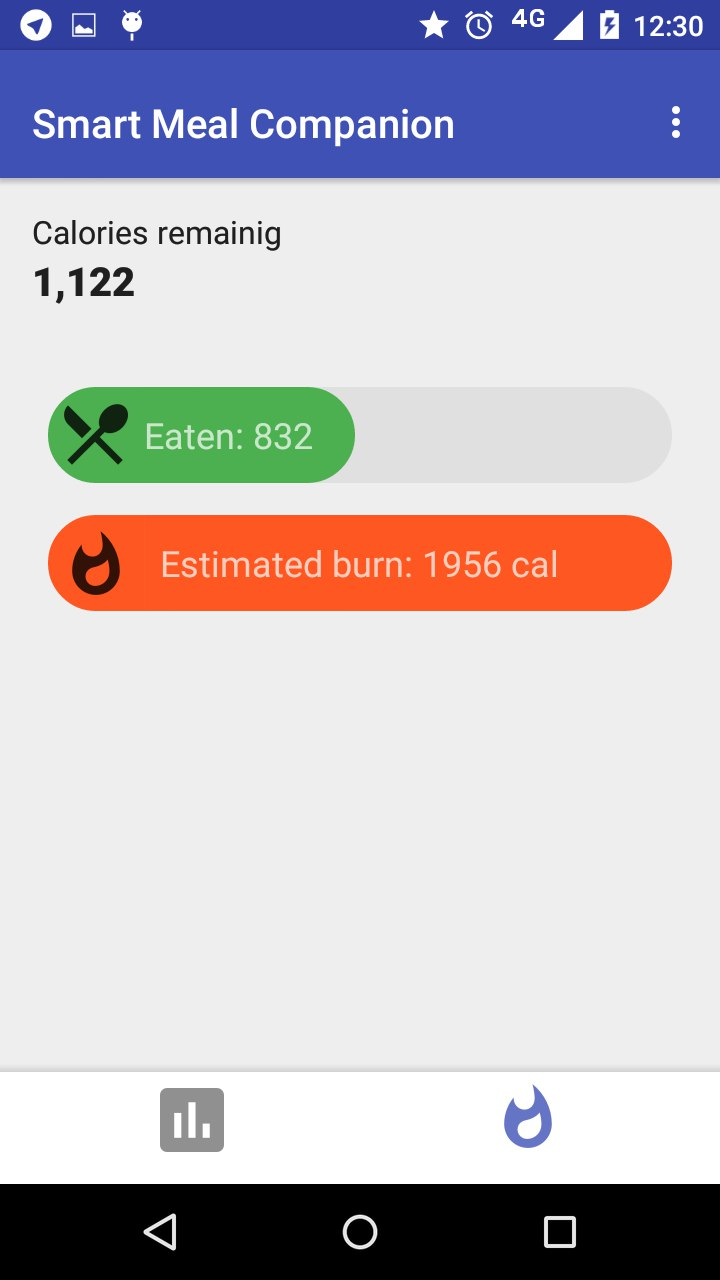 4G 12:30
Smart Meal Companion
Calories remainig
1,122
Eaten: 832
Estimated burn: 1956 cal